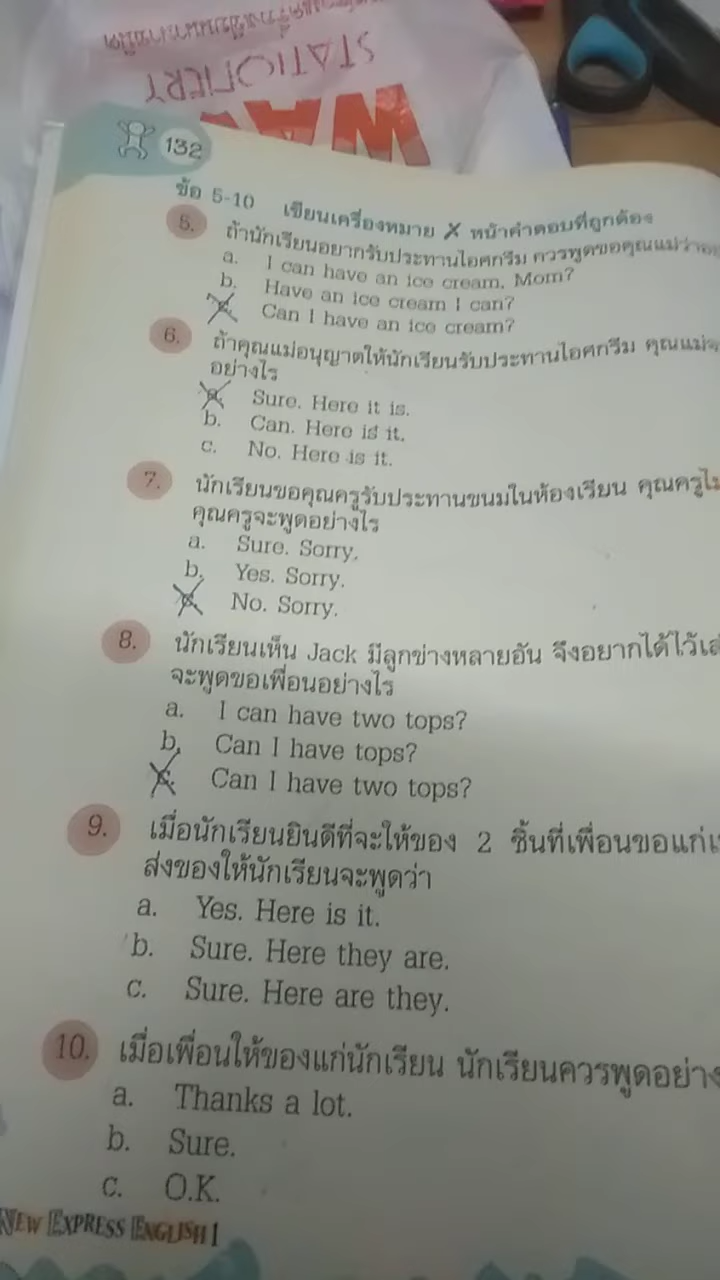 STATIONERY
132
ข้อ 5-10 เขียนเครื่องหมาย X หน้าคำตอบที่ถูกต้อง
5. ถ้านักเรียนอยากรับประทานไอศกรีม ควรพูดขอคุณแม่ว่า
a. I can have an ice cream, Mom?
b. Have an ice cream I can?
Can I have an ice cream?
6. ถ้าคุณแม่อนุญาตให้นักเรียนรับประทานไอศกรีม คุณแม่
อย่างไร
a. Sure. Here it is.
b. Can. Here is it.
c. No. Here is it.
7. นักเรียนขอคุณครูรับประทานขนมในห้องเรียน คุณครู
คุณครูจะพูดอย่างไร
a. Sure. Sorry.
b. Yes. Sorry.
c. No. Sorry.
8. นักเรียนเห็น Jack มีลูกข่างหลายอัน จึงอยากได้ไว้
จะพูดขอเพื่อนอย่างไร
a. I can have two tops?
b. Can I have tops?
c. Can I have two tops?
9. เมื่อนักเรียนยินดีที่จะให้ของ 2 ชิ้นที่เพื่อนขอแก่
ส่งของให้นักเรียนจะพูดว่า
a. Yes. Here is it.
b. Sure. Here they are.
c. Sure. Here are they.
10. เมื่อเพื่อนให้ของแก่นักเรียน นักเรียนควรพูดอย่าง
a. Thanks a lot.
b. Sure.
c. O.K.
NEW EXPRESS ENGLISH 1